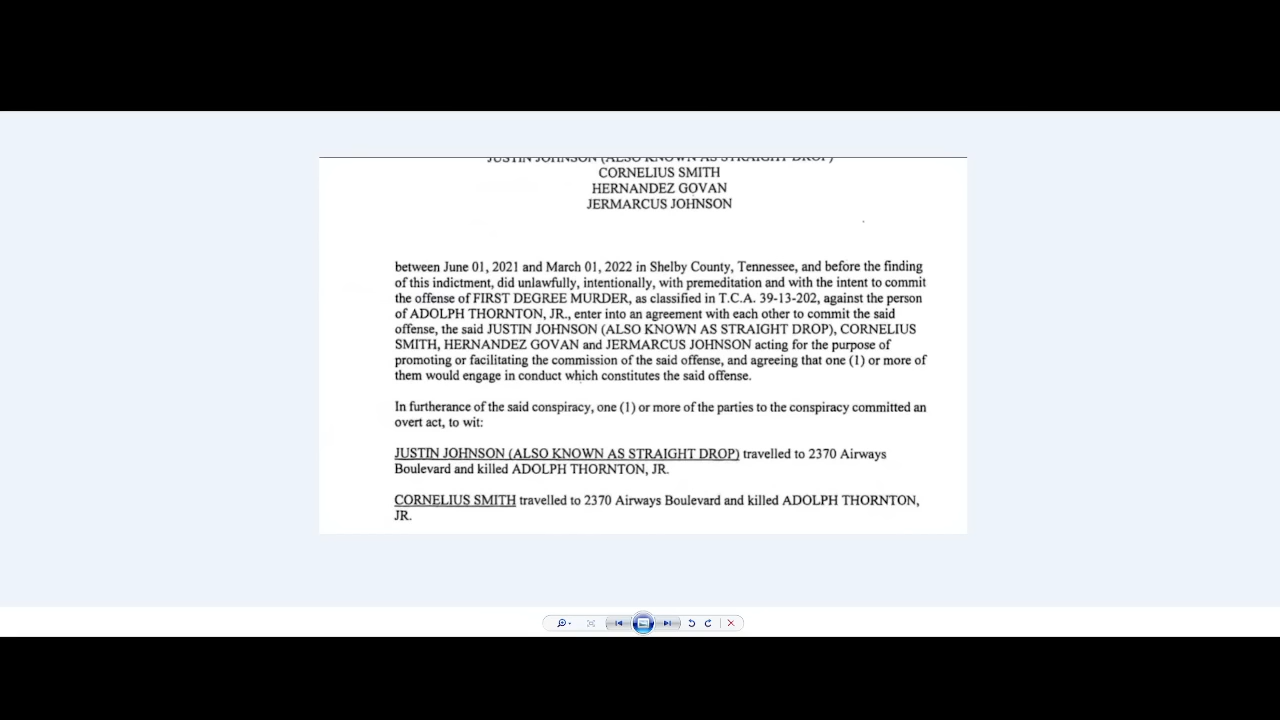 JUSTIN JOHNSON (ALSO KNOWN AS STRAIGHT DROP)
CORNELIUS SMITH
HERNANDEZ GOVAN
JERMARCUS JOHNSON
between June 01, 2021 and March 01, 2022 in Shelby County, Tennessee, and before the finding
of this indictment, did unlawfully, intentionally, with premeditation and with the intent to commit
the offense of FIRST DEGREE MURDER, as classified in T.C.A. 39-13-202, against the person
of ADOLPH THORNTON, JR., enter into an agreement with each other to commit the said
offense, the said JUSTIN JOHNSON (ALSO KNOWN AS STRAIGHT DROP), CORNELIUS
SMITH, HERNANDEZ GOVAN and JERMARCUS JOHNSON acting for the purpose of
promoting or facilitating the commission of the said offense, and agreeing that one (1) or more of
them would engage in conduct which constitutes the said offense.
In furtherance of the said conspiracy, one (1) or more of the parties to the conspiracy committed an
overt act, to wit:
JUSTIN JOHNSON (ALSO KNOWN AS STRAIGHT DROP) travelled to 2370 Airways
Boulevard and killed ADOLPH THORNTON, JR.
CORNELIUS SMITH travelled to 2370 Airways Boulevard and killed ADOLPH THORNTON,
JR.